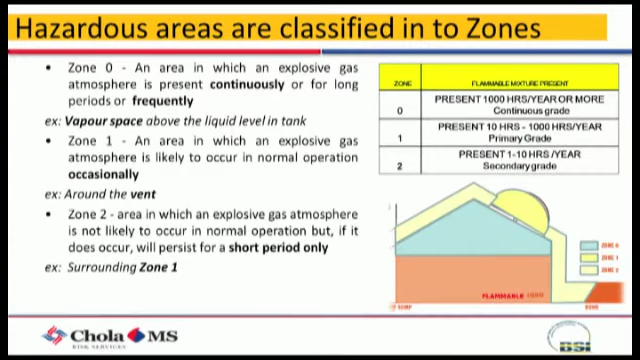 Hazardous areas are classified in to Zones
• Zone 0 - An area in which an explosive gas
atmosphere is present continuously or for long
periods or frequently
ex: Vapour space above the liquid level in tank
• Zone 1 - An area in which an explosive gas
atmosphere is likely to occur in normal operation
occasionally
ex: Around the vent
• Zone 2 - area in which an explosive gas atmosphere
is not likely to occur in normal operation but, if it
does occur, will persist for a short period only
ex: Surrounding Zone 1
ZONE FLAMMABLE MIXTURE PRESENT
0 PRESENT 1000 HRS/YEAR OR MORE
Continuous grade
1 PRESENT 10 HRS - 1000 HRS/YEAR
Primary Grade
2 PRESENT 1-10 HRS /YEAR
Secondary grade
ZONE 0
ZONE 1
ZONE 2
FLAMMABLE
Chola MS
RISK SERVICES
BSI